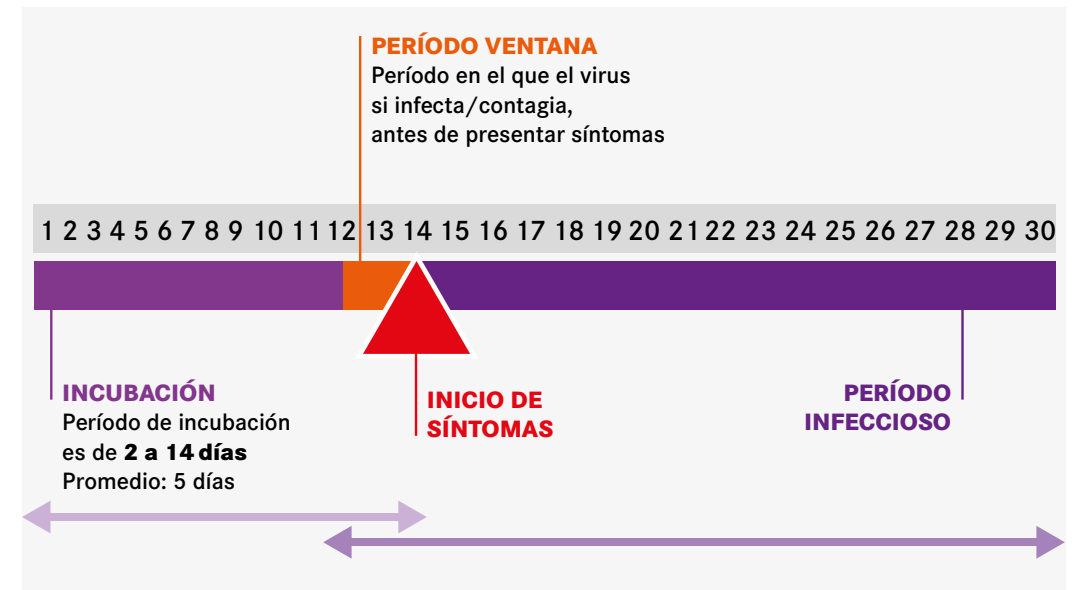 PERÍODO VENTANA
Período en el que el virus
si infecta/contagia,
antes de presentar síntomas
1 2 3 4 5 6 7 8 9 10 11 12 13 14 15 16 17 18 19 20 21 22 23 24 25 26 27 28 29 30
INCUBACIÓN
Período de incubación
es de 2 a 14 días
Promedio: 5 días
INICIO DE
SÍNTOMAS
PERÍODO
INFECCIOSO